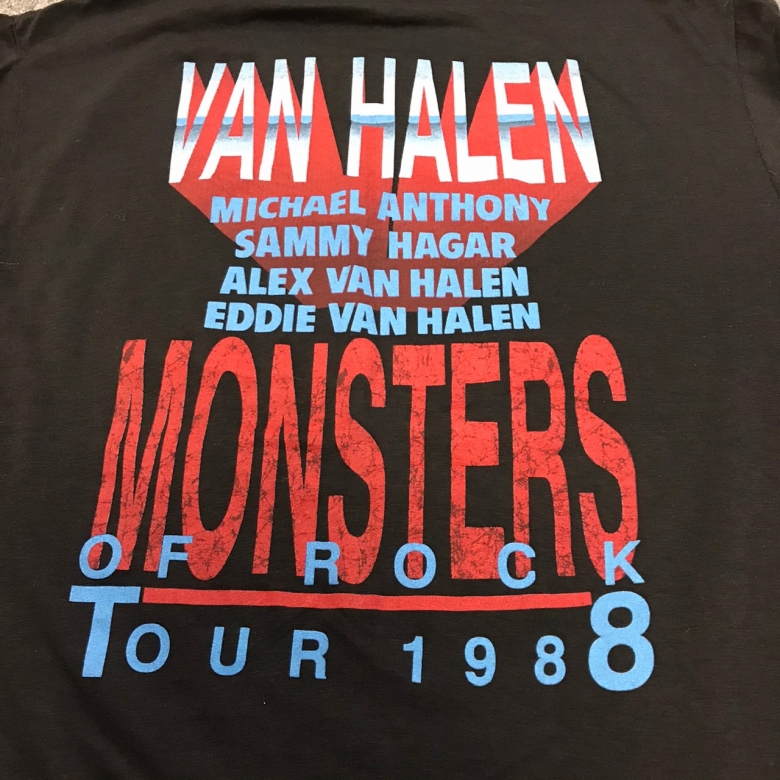 VAN HALEN
MICHAEL ANTHONY
SAMMY HAGAR
ALEX VAN HALEN
EDDIE VAN HALEN
MONSTERS
OF ROCK
TOUR 1988